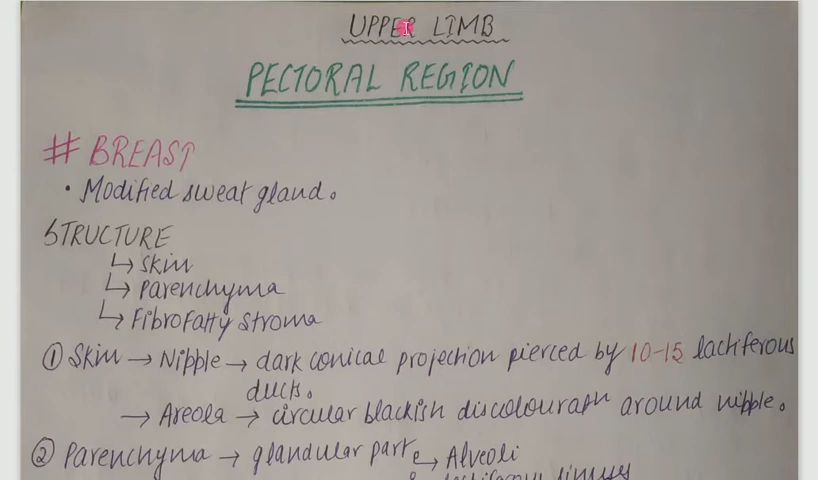 UPPER LIMB
PECTORAL REGION
# BREAST
• Modified sweat gland.
STRUCTURE
↳ Skin
↳ Parenchyma
↳ Fibrofatty Stroma
① Skin → Nipple → dark conical projection pierced by 10-15 lactiferous
ducts.
→ Areola → circular blackish discolouratn around nipple.
② Parenchyma → glandular part ↳ Alveoli